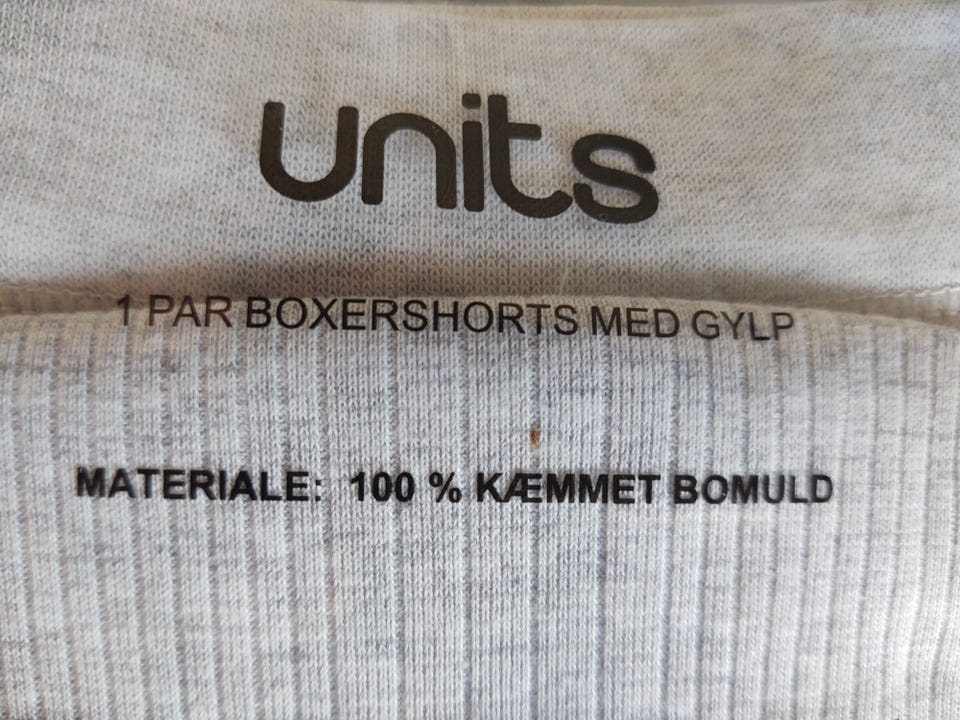 units
1 PAR BOXERSHORTS MED GYLP
MATERIALE: 100 % KÆMMET BOMULD